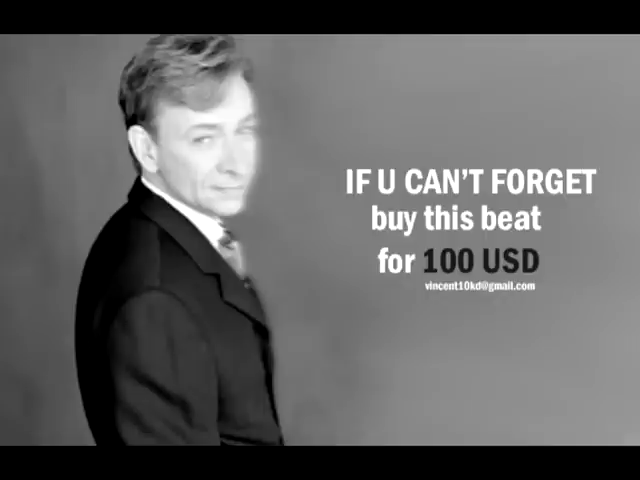 IF U CAN'T FORGET
buy this beat
for 100 USD
vincent10kd@gmail.com